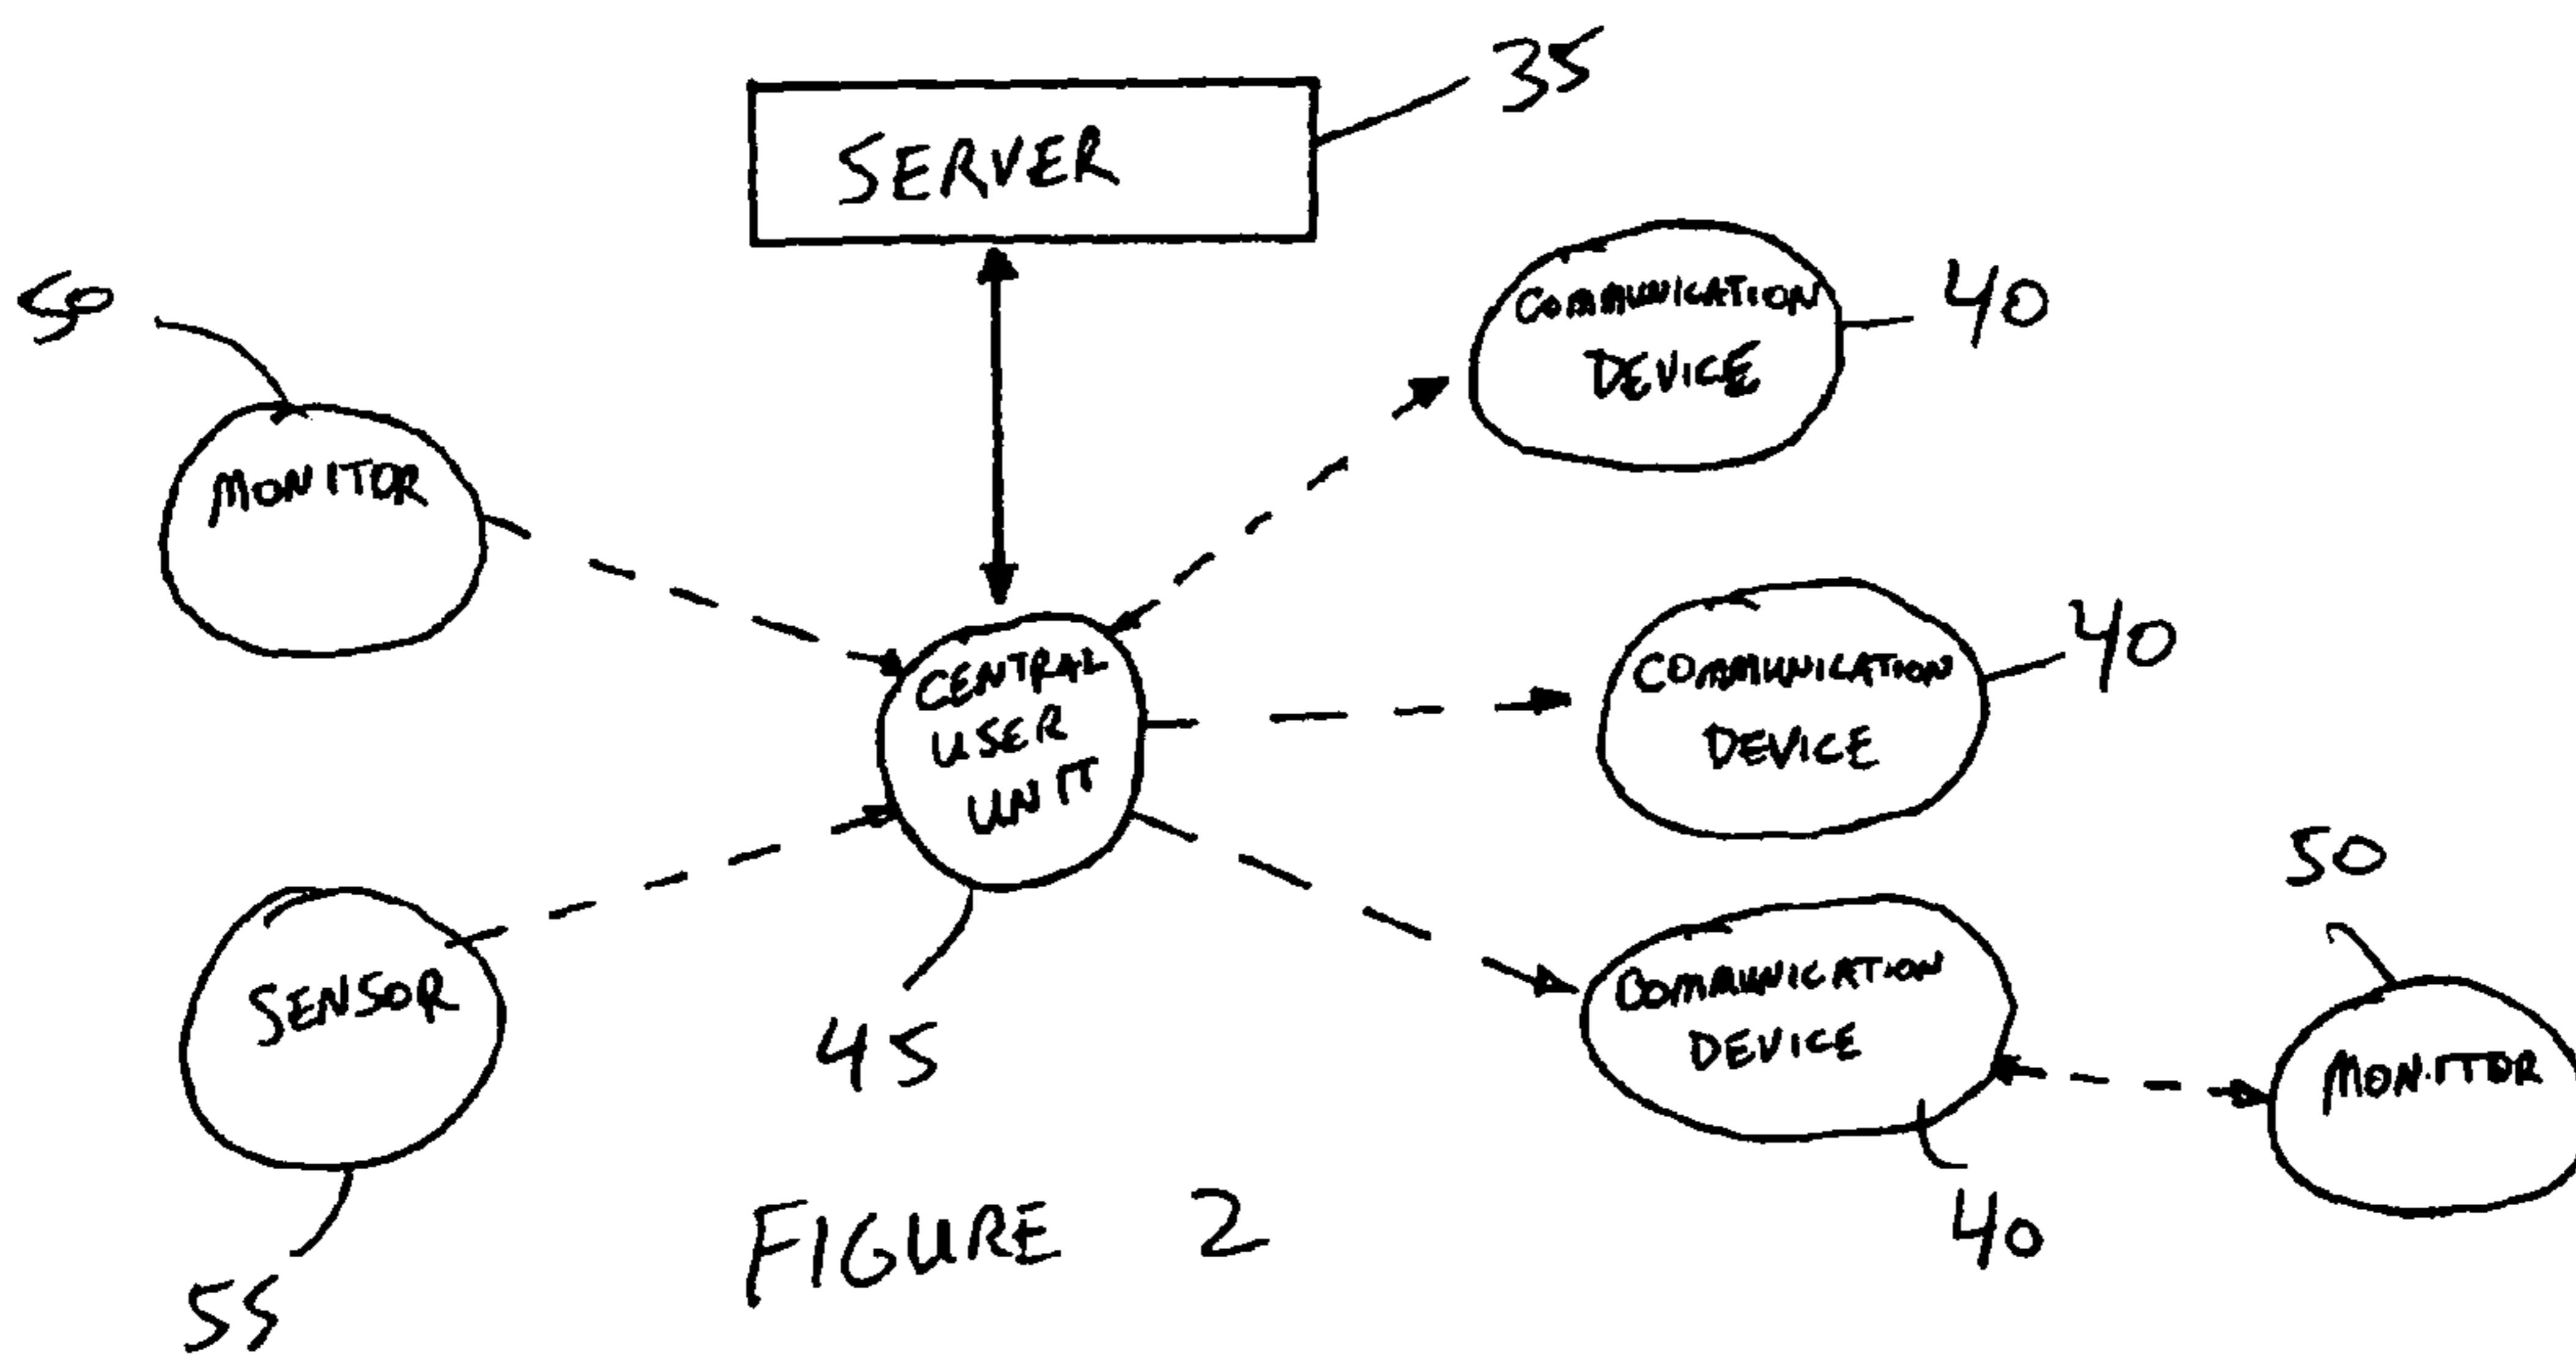 35
SERVER
50
COMMUNICATION
DEVICE
40
MONITOR
CENTRAL
USER
UNIT
COMMUNICATION
DEVICE
40
45
SENSOR
55
COMMUNICATION
DEVICE
40
50
MONITOR
FIGURE 2